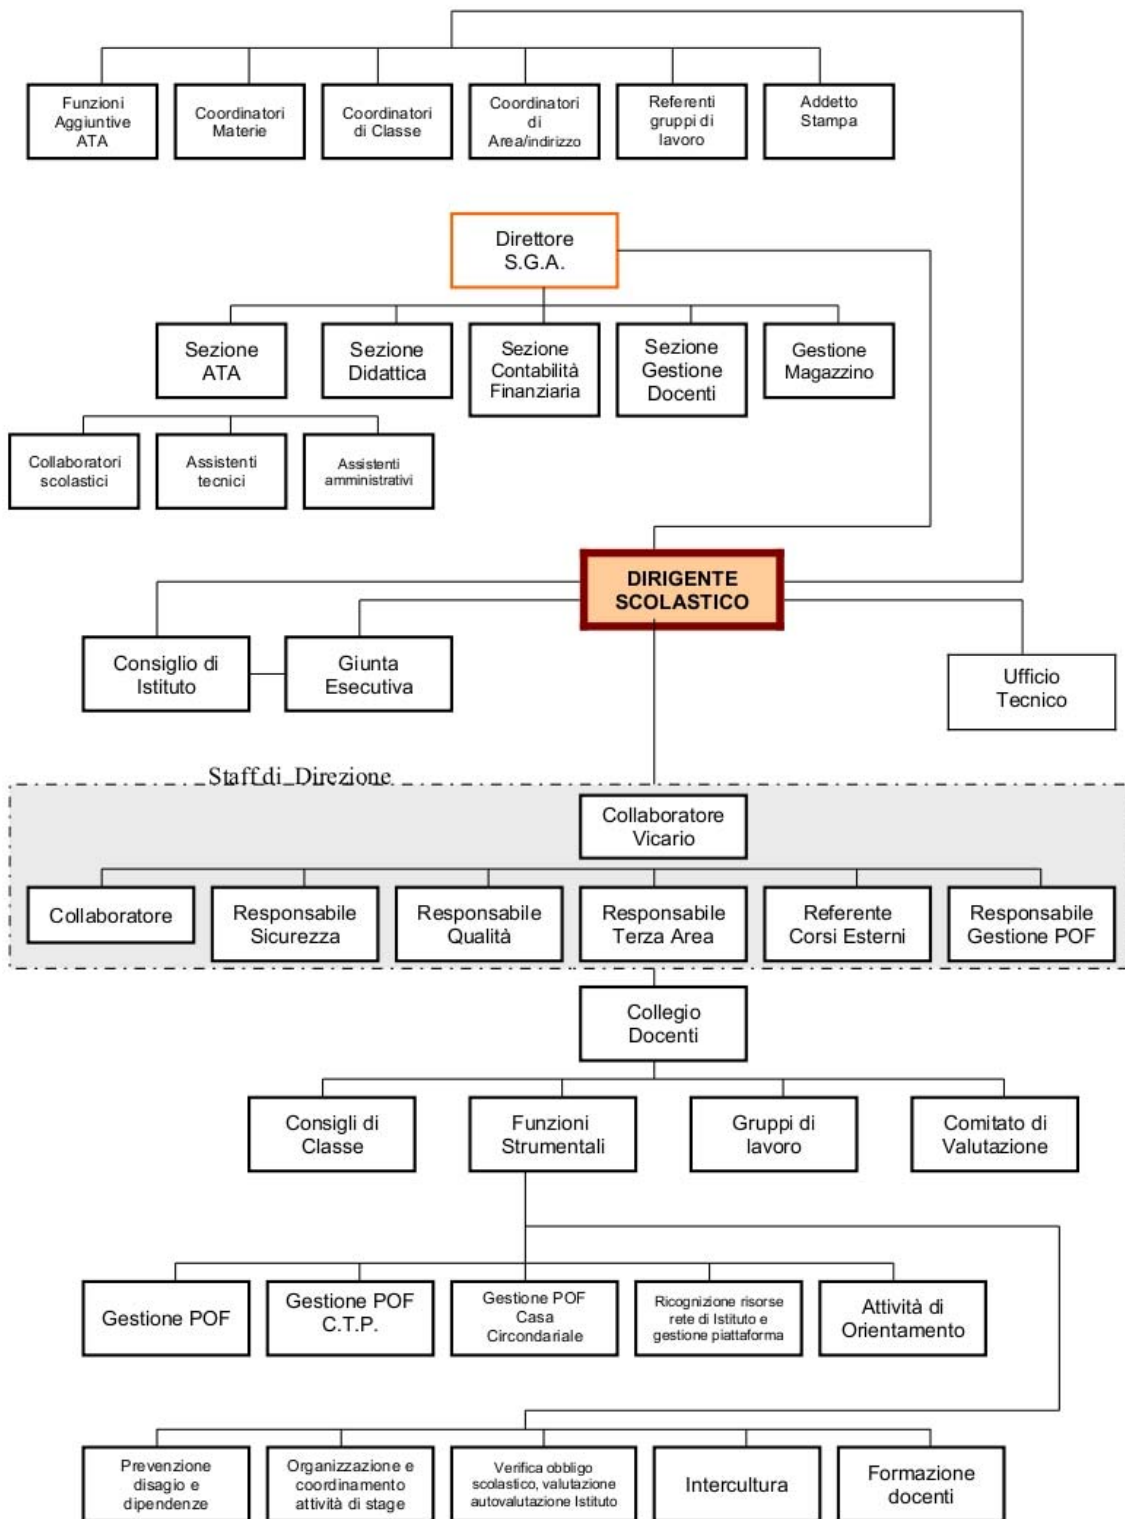 Funzioni
Aggiuntive
ATA
Coordinatori
Materie
Coordinatori
di Classe
Coordinatori
di
Area/indirizzo
Referenti
gruppi di
lavoro
Addetto
Stampa
Direttore
S.G.A.
Sezione
ATA
Sezione
Didattica
Sezione
Contabilità
Finanziaria
Sezione
Gestione
Docenti
Gestione
Magazzino
Collaboratori
scolastici
Assistenti
tecnici
Assistenti
amministrativi
DIRIGENTE
SCOLASTICO
Consiglio di
Istituto
Giunta
Esecutiva
Ufficio
Tecnico
Staff di Direzione
Collaboratore
Vicario
Collaboratore
Responsabile
Sicurezza
Responsabile
Qualità
Responsabile
Terza Area
Referente
Corsi Esterni
Responsabile
Gestione POF
Collegio
Docenti
Consigli di
Classe
Funzioni
Strumentali
Gruppi di
lavoro
Comitato di
Valutazione
Gestione POF
Gestione POF
C.T.P.
Gestione POF
Casa
Circondariale
Ricognizione risorse
rete di Istituto e
gestione piattaforma
Attività di
Orientamento
Prevenzione
disagio e
dipendenze
Organizzazione e
coordinamento
attività di stage
Verifica obbligo
scolastico, valutazione
autovalutazione Istituto
Intercultura
Formazione
docenti